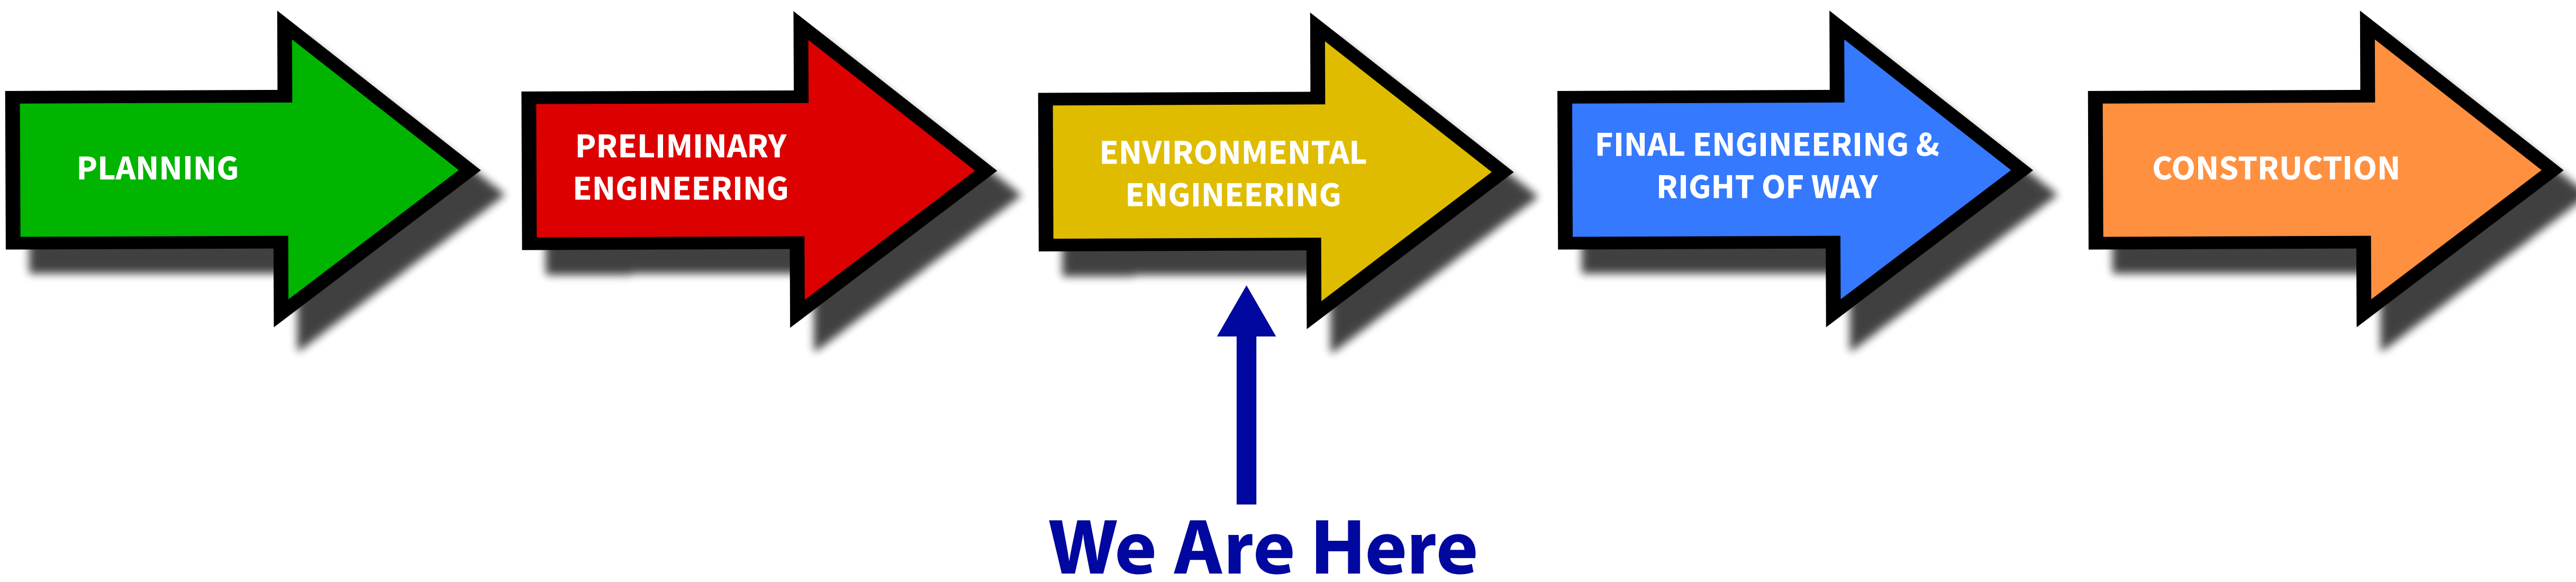 PLANNING
PRELIMINARY
ENGINEERING
ENVIRONMENTAL
ENGINEERING
FINAL ENGINEERING &
RIGHT OF WAY
CONSTRUCTION
We Are Here